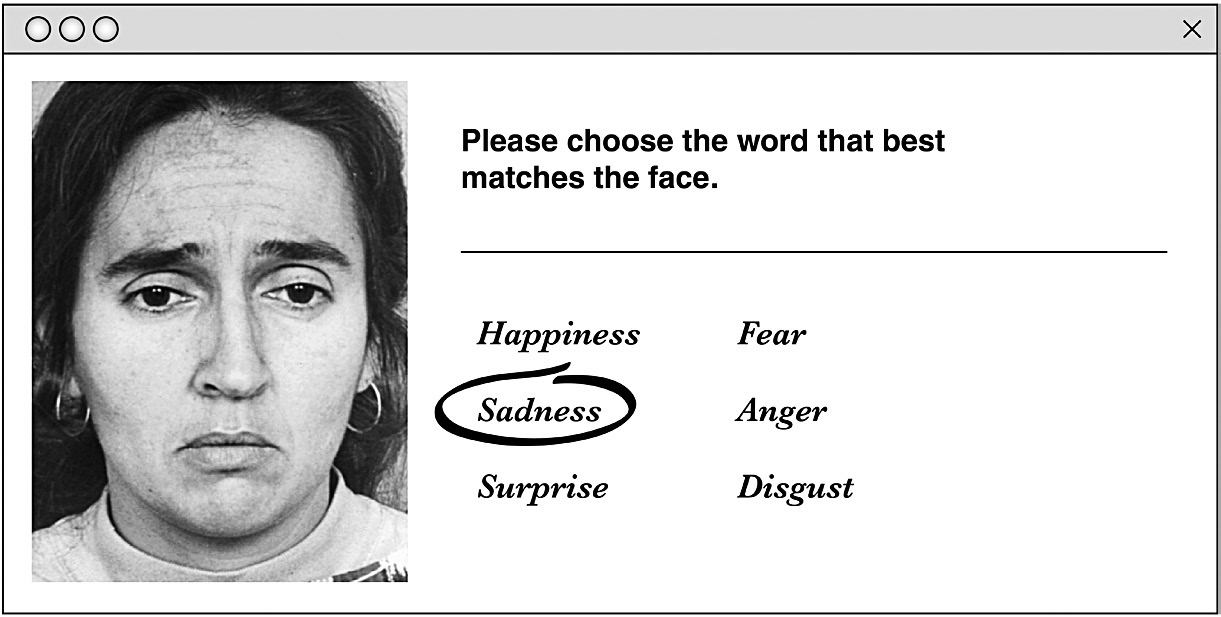 Please choose the word that best
matches the face.
Happiness Fear
Sadness Anger
Surprise Disgust